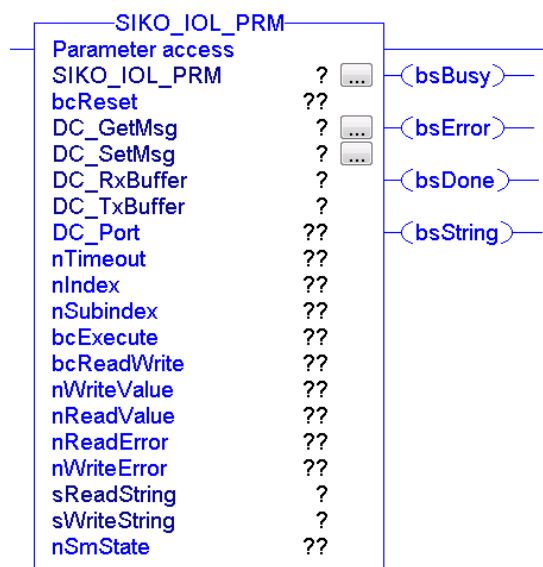 SIKO_IOL_PRM
Parameter access
SIKO_IOL_PRM ? ... bsBusy
bcReset ??
DC_GetMsg ? ... bsError
DC_SetMsg ? ...
DC_RxBuffer ? bsDone
DC_TxBuffer ?
DC_Port ?? bsString
nTimeout ??
nIndex ??
nSubindex ??
bcExecute ??
bcReadWrite ??
nWriteValue ??
nReadValue ??
nReadError ??
nWriteError ??
sReadString ?
sWriteString ?
nSmState ??